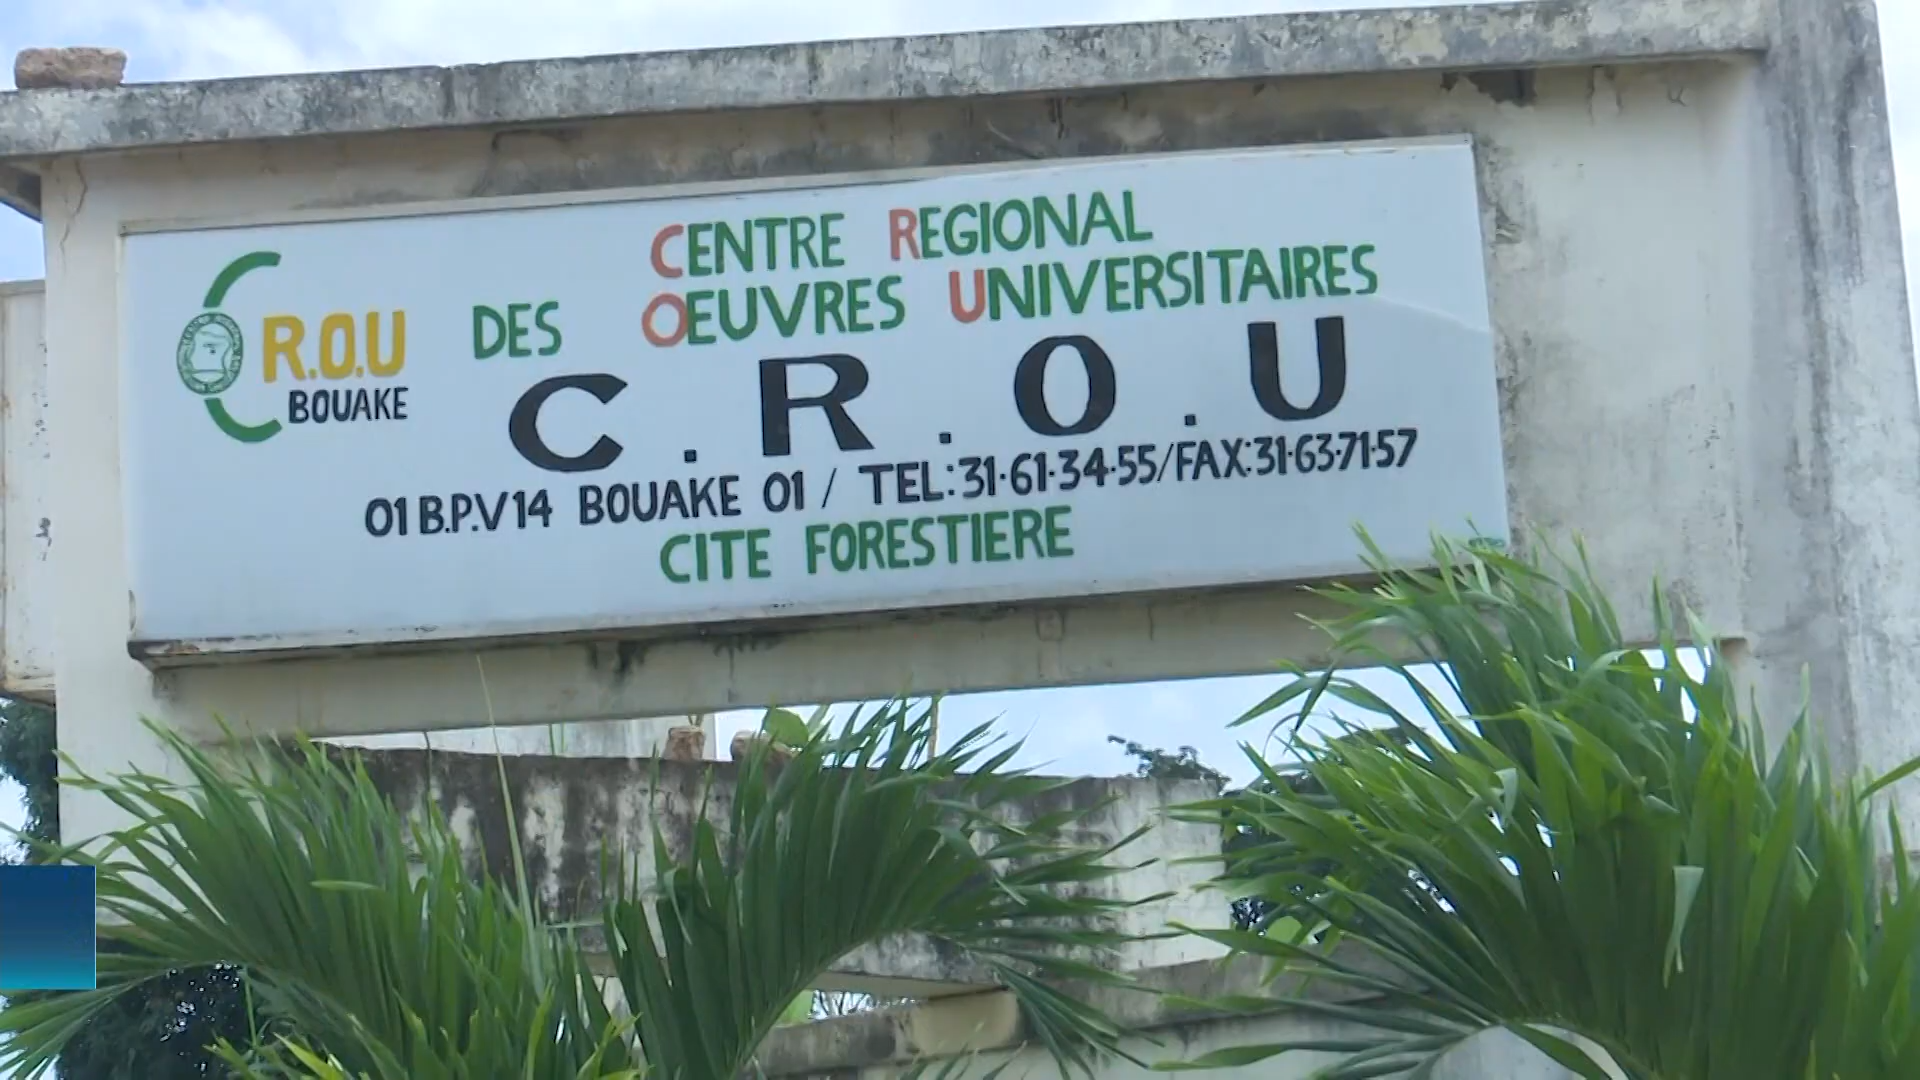 CENTRE REGIONAL
DES OEUVRES UNIVERSITAIRES
R.O.U
BOUAKE
C.R.O.U
01 B.P.V14 BOUAKE 01 / TEL:31·61·34·55/FAX:31·63·71·57
CITE FORESTIERE